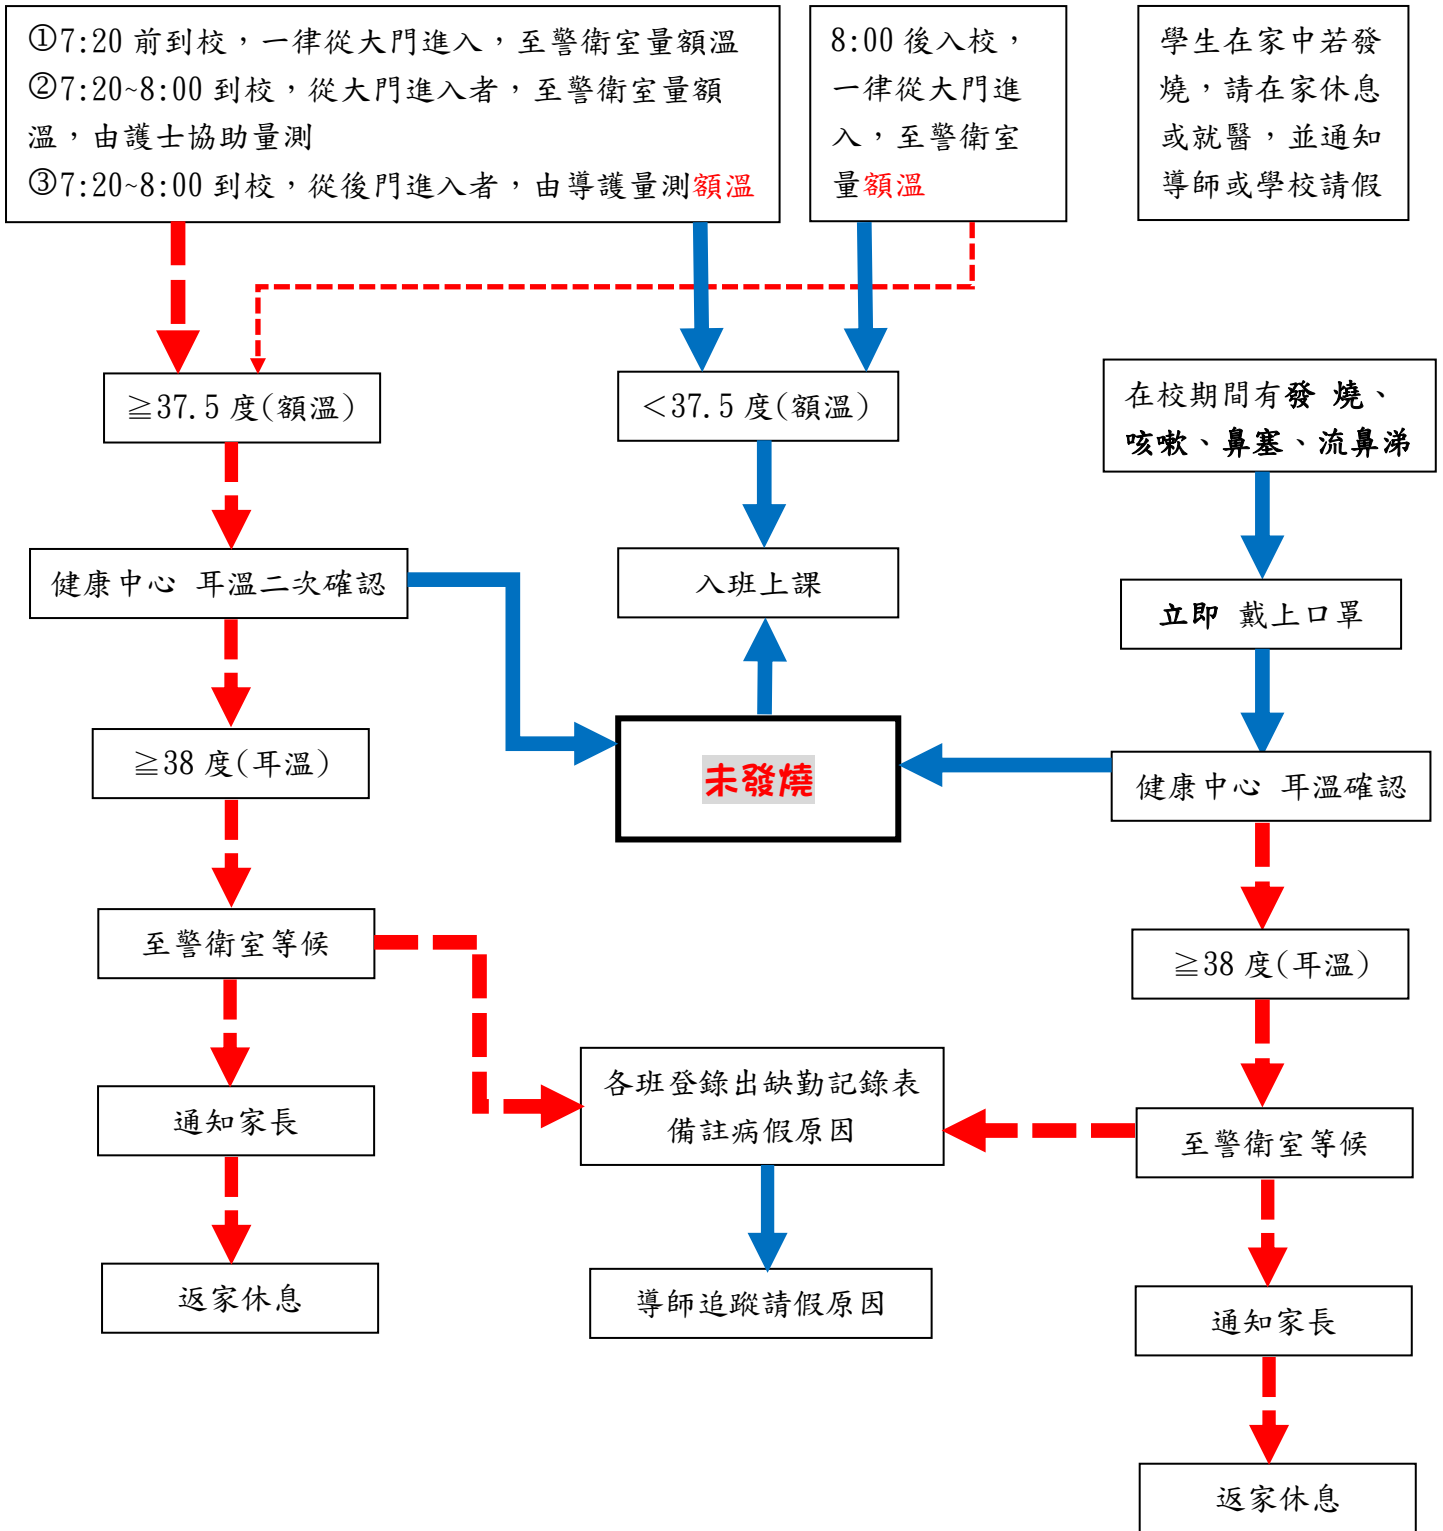 ①7:20 前到校，一律從大門進入，至警衛室量額溫
②7:20~8:00 到校，從大門進入者，至警衛室量額
溫，由護士協助量測
③7:20~8:00 到校，從後門進入者，由導護量測額溫
8:00 後入校，
一律從大門進
入，至警衛室
量額溫
學生在家中若發
燒，請在家休息
或就醫，並通知
導師或學校請假
≧37.5 度(額溫)
＜37.5 度(額溫)
在校期間有發 燒、
咳嗽、鼻塞、流鼻涕
健康中心 耳溫二次確認
入班上課
立即 戴上口罩
≧38 度(耳溫)
未發燒
健康中心 耳溫確認
至警衛室等候
≧38 度(耳溫)
通知家長
各班登錄出缺勤記錄表
備註病假原因
至警衛室等候
返家休息
導師追蹤請假原因
通知家長
返家休息